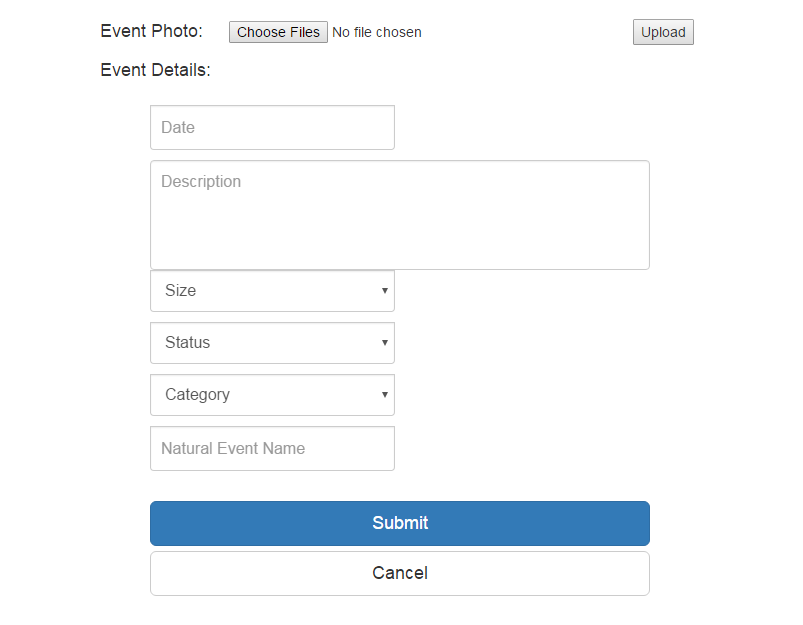 Event Photo: Choose Files No file chosen Upload
Event Details:
Date
Description
Size
Status
Category
Natural Event Name
Submit
Cancel